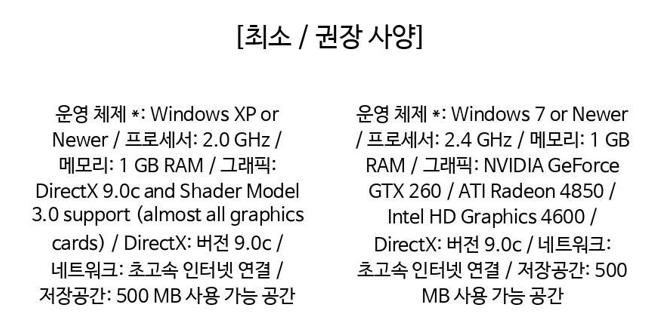 [최소 / 권장 사양]
운영 체제 *: Windows XP or
Newer / 프로세서: 2.0 GHz /
메모리: 1 GB RAM / 그래픽:
DirectX 9.0c and Shader Model
3.0 support (almost all graphics
cards) / DirectX: 버전 9.0c /
네트워크: 초고속 인터넷 연결 /
저장공간: 500 MB 사용 가능 공간
운영 체제 *: Windows 7 or Newer
/ 프로세서: 2.4 GHz / 메모리: 1 GB
RAM / 그래픽: NVIDIA GeForce
GTX 260 / ATI Radeon 4850 /
Intel HD Graphics 4600 /
DirectX: 버전 9.0c / 네트워크:
초고속 인터넷 연결 / 저장공간: 500
MB 사용 가능 공간